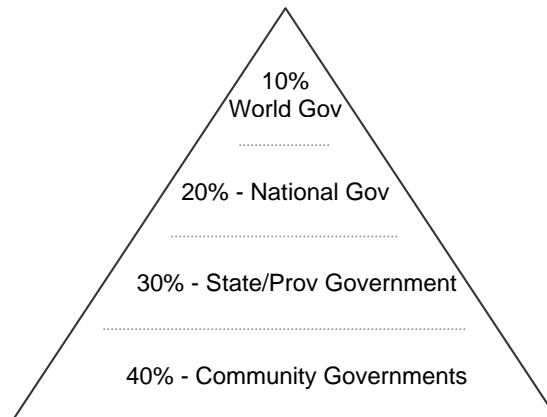 10%
World Gov
20% - National Gov
30% - State/Prov Government
40% - Community Governments